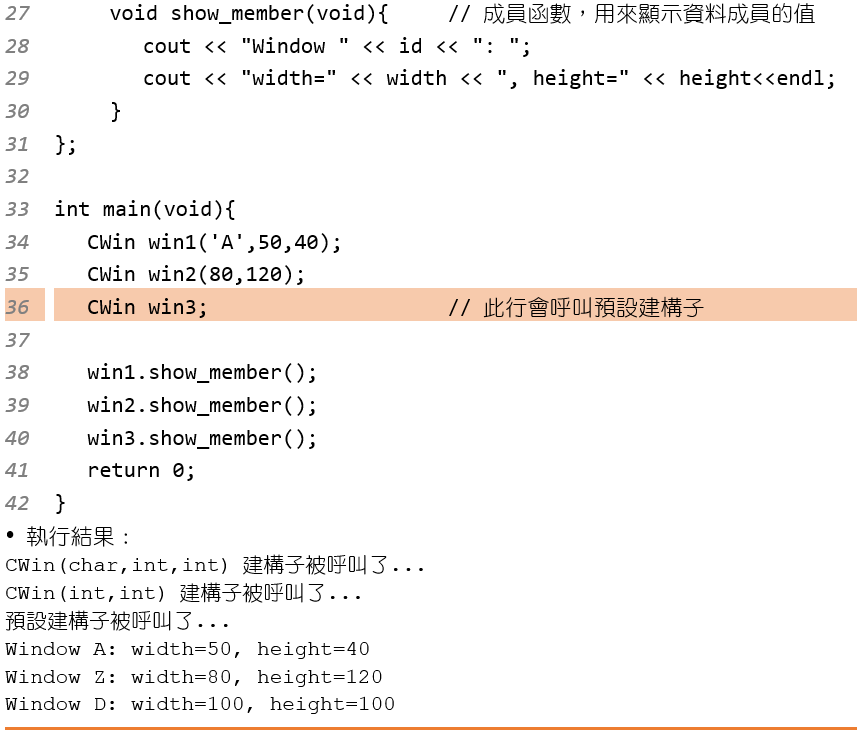 27 void show_member(void){ // 成員函數，用來顯示資料成員的值
28 cout << "Window " << id << ": ";
29 cout << "width=" << width << ", height=" << height<<endl;
30 }
31 };
32
33 int main(void){
34 CWin win1('A',50,40);
35 CWin win2(80,120);
36 CWin win3; // 此行會呼叫預設建構子
37
38 win1.show_member();
39 win2.show_member();
40 win3.show_member();
41 return 0;
42 }
• 執行結果：
CWin(char,int,int) 建構子被呼叫了...
CWin(int,int) 建構子被呼叫了...
預設建構子被呼叫了...
Window A: width=50, height=40
Window Z: width=80, height=120
Window D: width=100, height=100